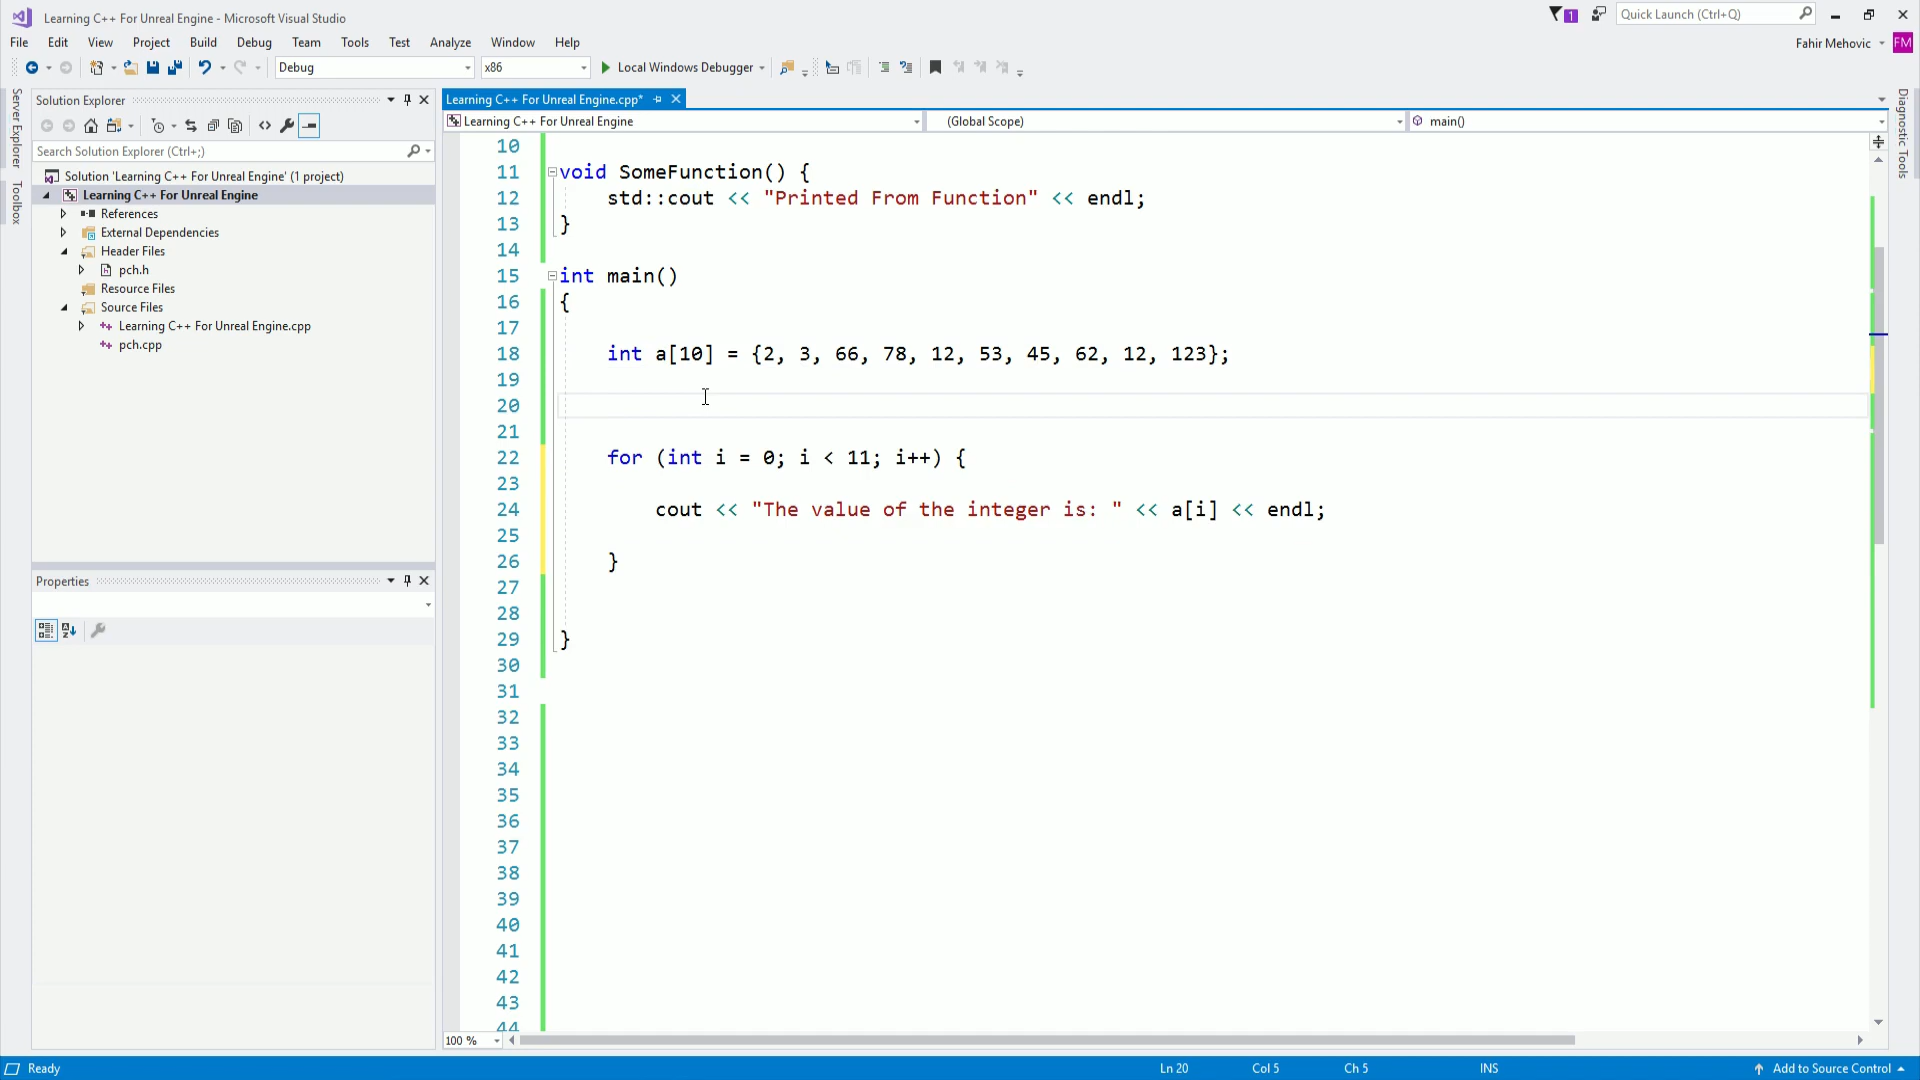 Learning C++ For Unreal Engine - Microsoft Visual Studio
1
Quick Launch (Ctrl+Q)
File Edit View Project Build Debug Team Tools Test Analyze Window Help
Fahir Mehovic
FM
Debug
x86
Local Windows Debugger
Server Explorer
Toolbox
Solution Explorer
Search Solution Explorer (Ctrl+;)
Solution 'Learning C++ For Unreal Engine' (1 project)
Learning C++ For Unreal Engine
References
External Dependencies
Header Files
pch.h
Resource Files
Source Files
Learning C++ For Unreal Engine.cpp
pch.cpp
Properties
Learning C++ For Unreal Engine.cpp*
Learning C++ For Unreal Engine
(Global Scope)
main()
Diagnostic Tools
10
11 void SomeFunction() {
12 std::cout << "Printed From Function" << endl;
13 }
14
15 int main()
16 {
17
18 int a[10] = {2, 3, 66, 78, 12, 53, 45, 62, 12, 123};
19
20
21
22 for (int i = 0; i < 11; i++) {
23
24 cout << "The value of the integer is: " << a[i] << endl;
25
26 }
27
28
29 }
30
31
32
33
34
35
36
37
38
39
40
41
42
43
44
100 %
Ready
Ln 20
Col 5
Ch 5
INS
Add to Source Control